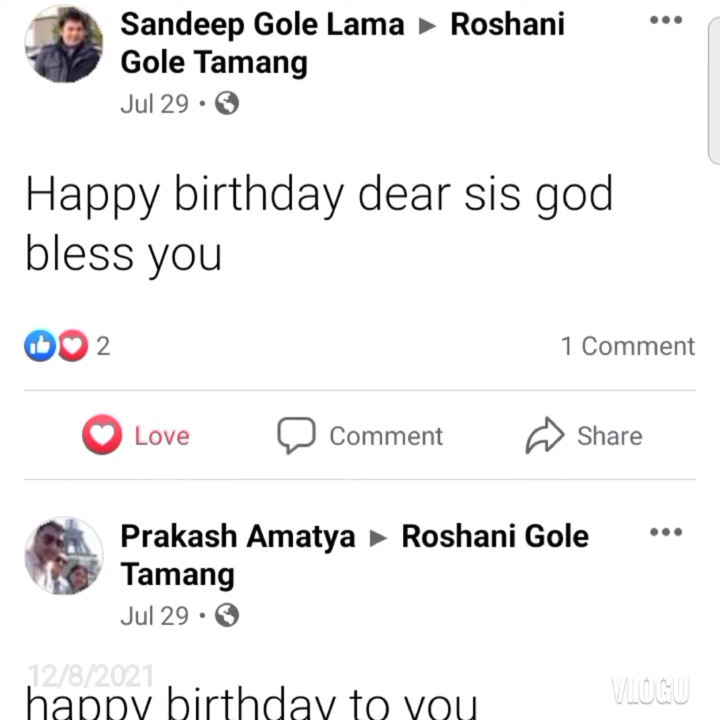 Sandeep Gole Lama ▸ Roshani
Gole Tamang
Jul 29 •
Happy birthday dear sis god
bless you
2
1 Comment
Love
Comment
Share
Prakash Amatya ▸ Roshani Gole
Tamang
Jul 29 •
12/8/2021
happy birthday to you
VLOGU